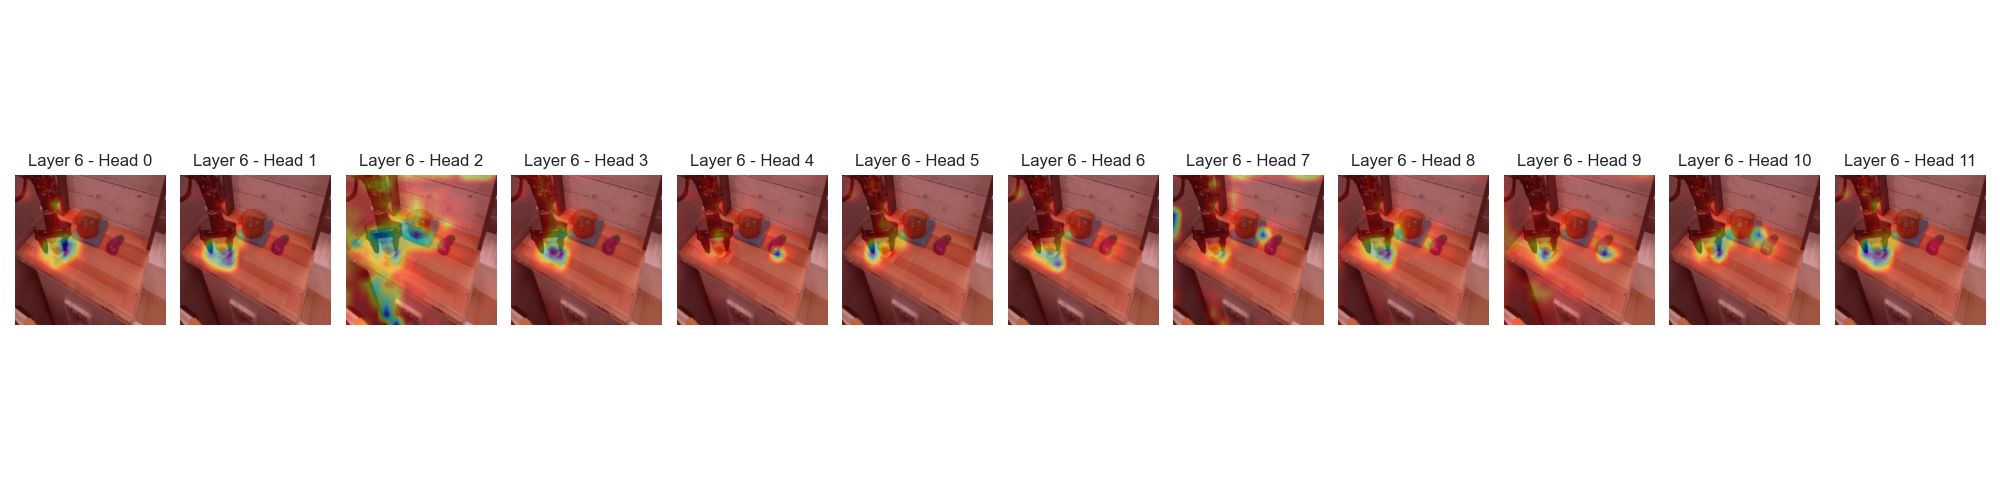 Layer 6 - Head 0
Layer 6 - Head 1
Layer 6 - Head 2
Layer 6 - Head 3
Layer 6 - Head 4
Layer 6 - Head 5
Layer 6 - Head 6
Layer 6 - Head 7
Layer 6 - Head 8
Layer 6 - Head 9
Layer 6 - Head 10
Layer 6 - Head 11